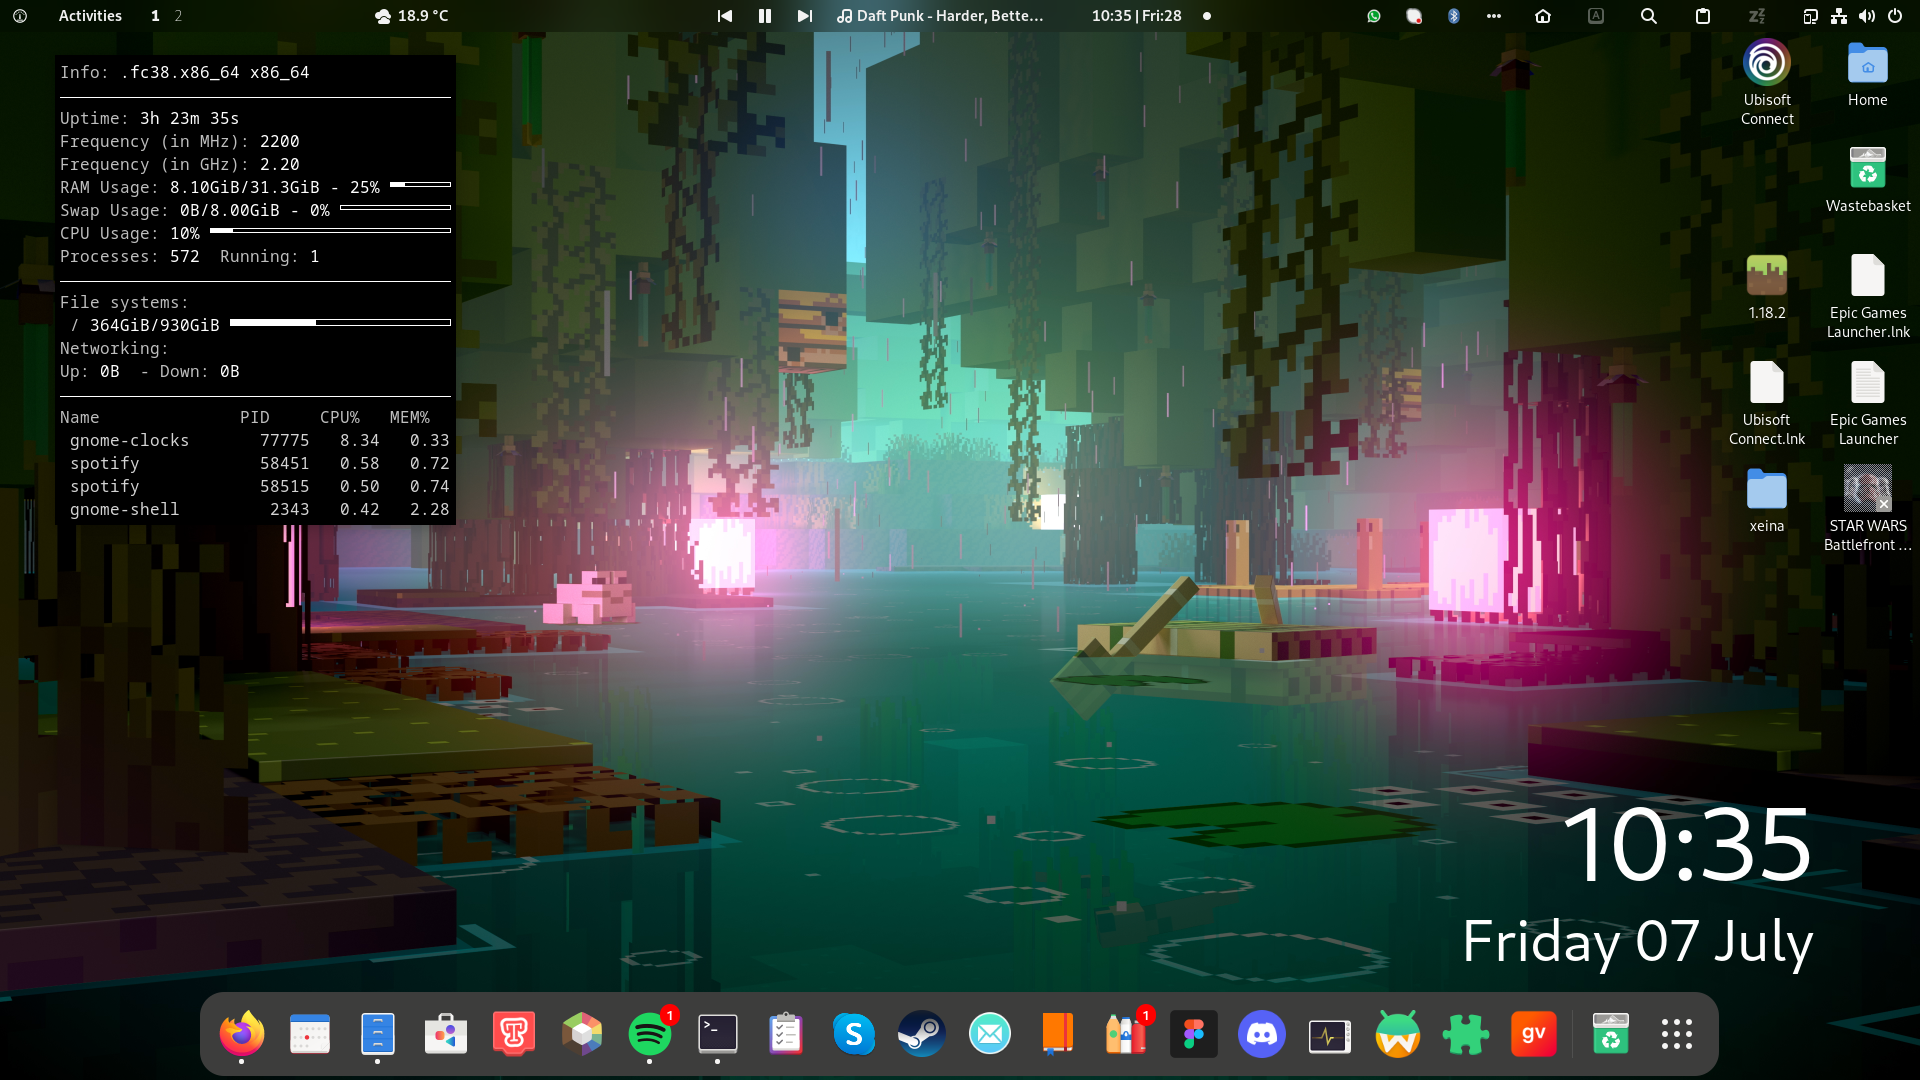 Activities
1
2
18.9 °C
Daft Punk - Harder, Bette...
10:35 | Fri:28
A
Info: .fc38.x86_64 x86_64
Uptime: 3h 23m 35s
Frequency (in MHz): 2200
Frequency (in GHz): 2.20
RAM Usage: 8.10GiB/31.3GiB - 25%
Swap Usage: 0B/8.00GiB - 0%
CPU Usage: 10%
Processes: 572 Running: 1
File systems:
/ 364GiB/930GiB
Networking:
Up: 0B - Down: 0B
Name PID CPU% MEM%
gnome-clocks 77775 8.34 0.33
spotify 58451 0.58 0.72
spotify 58515 0.50 0.74
gnome-shell 2343 0.42 2.28
Ubisoft
Connect
Home
Wastebasket
1.18.2
Epic Games
Launcher.lnk
Ubisoft
Connect.lnk
Epic Games
Launcher
xeina
STAR WARS
Battlefront ...
10:35
Friday 07 July
1
>_
S
1
gv